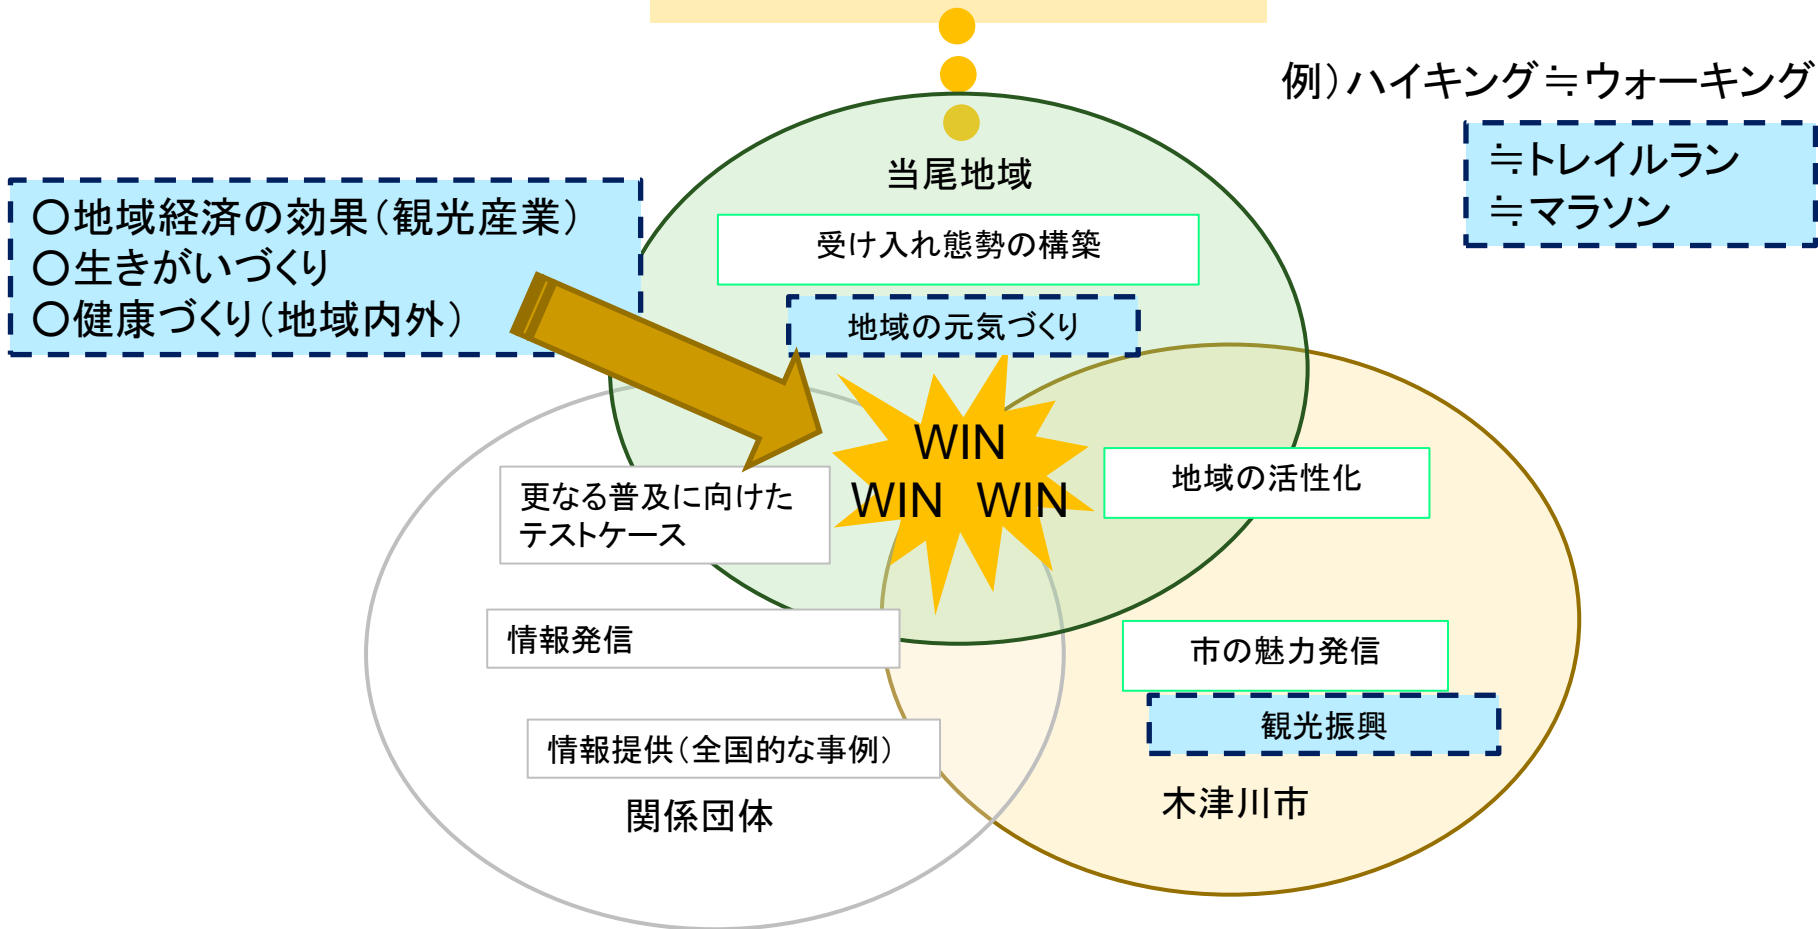 例）ハイキング≒ウォーキング
≒トレイルラン
≒マラソン
当尾地域
〇地域経済の効果（観光産業）
〇生きがいづくり
〇健康づくり（地域内外）
受け入れ態勢の構築
地域の元気づくり
WIN
WIN WIN
地域の活性化
更なる普及に向けた
テストケース
情報発信
市の魅力発信
観光振興
情報提供（全国的な事例）
木津川市
関係団体